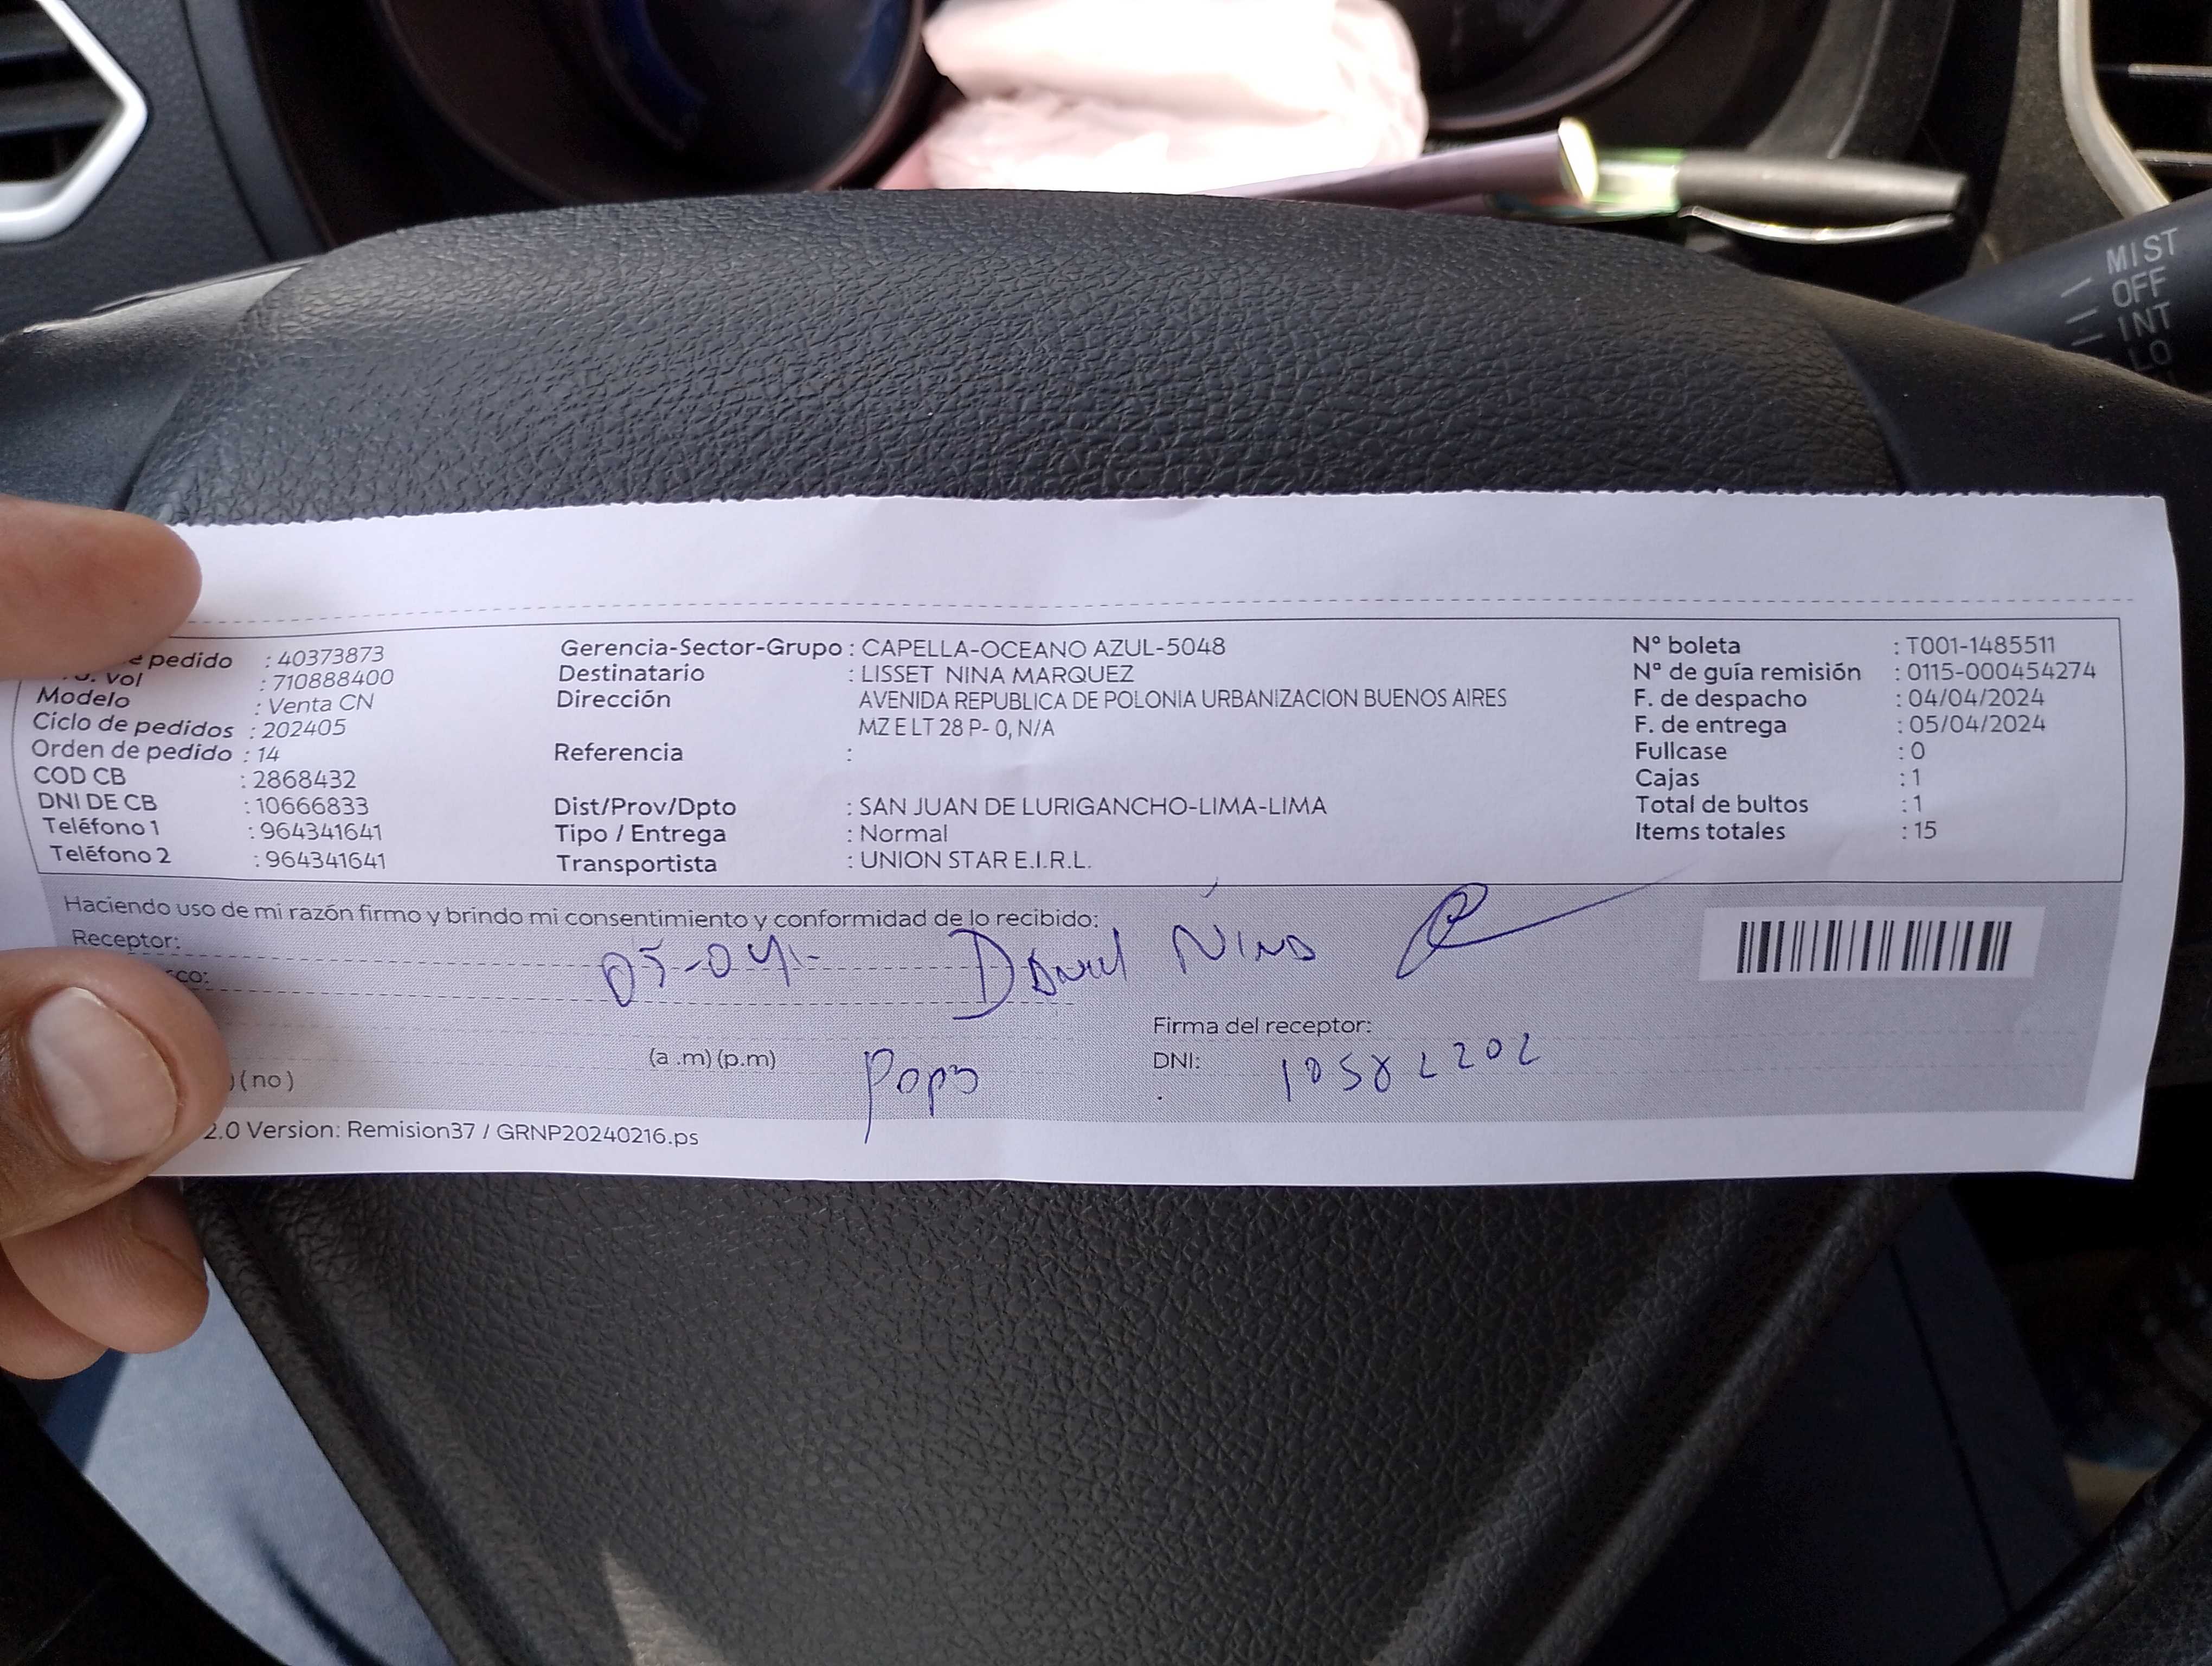 MIST
OFF
INT
LO
e pedido : 40373873
Vol : 710888400
Modelo : Venta CN
Ciclo de pedidos : 202405
Orden de pedido : 14
COD CB : 2868432
DNI DE CB : 10666833
Teléfono 1 : 964341641
Teléfono 2 : 964341641
Gerencia-Sector-Grupo : CAPELLA-OCEANO AZUL-5048
Destinatario : LISSET NINA MARQUEZ
Dirección AVENIDA REPUBLICA DE POLONIA URBANIZACION BUENOS AIRES
MZ E LT 28 P- 0, N/A
Referencia :
Dist/Prov/Dpto : SAN JUAN DE LURIGANCHO-LIMA-LIMA
Tipo / Entrega : Normal
Transportista : UNION STAR E.I.R.L.
Nº boleta : T001-1485511
Nº de guía remisión : 0115-000454274
F. de despacho : 04/04/2024
F. de entrega : 05/04/2024
Fullcase : 0
Cajas : 1
Total de bultos : 1
Items totales : 15
Haciendo uso de mi razón firmo y brindo mi consentimiento y conformidad de lo recibido:
Receptor:
05-04- Daniel Nina
co:
Firma del receptor:
(a .m) (p.m) Papa DNI: 10582202
) ( no )
2.0 Version: Remision37 / GRNP20240216.ps